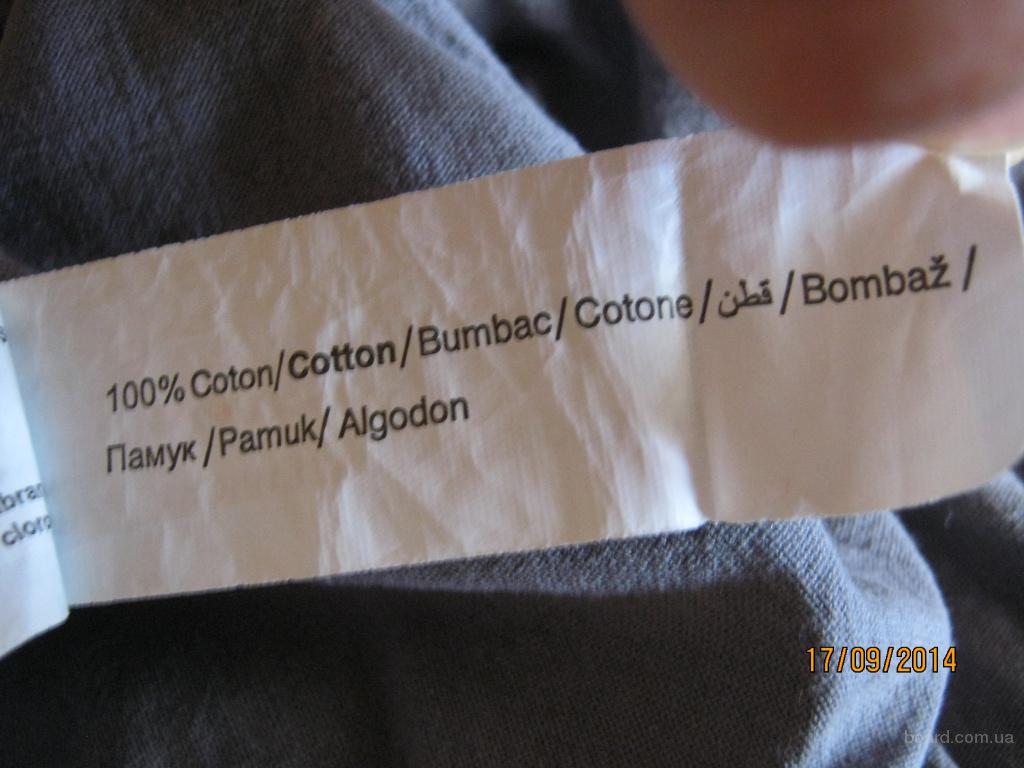 100% Coton/Cotton/Bumbac/Cotone/قطن/Bombaž/
Памук/Pamuk/ Algodon
17/09/2014
board.com.ua